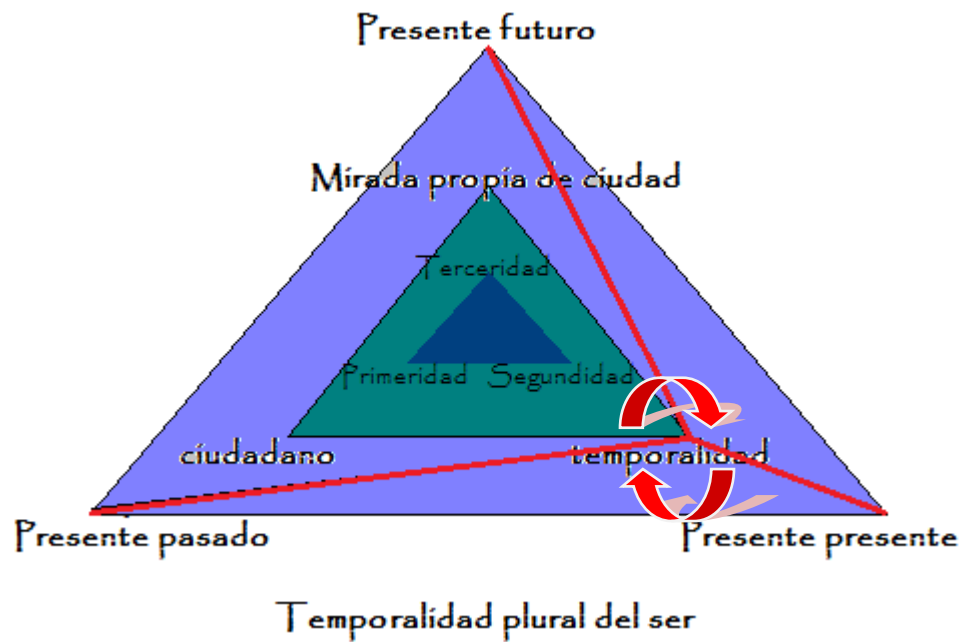 Presente futuro
Mirada propia de ciudad
Terceridad
Primeridad Segundidad
ciudadano temporalidad
Presente pasado Presente presente
Temporalidad plural del ser